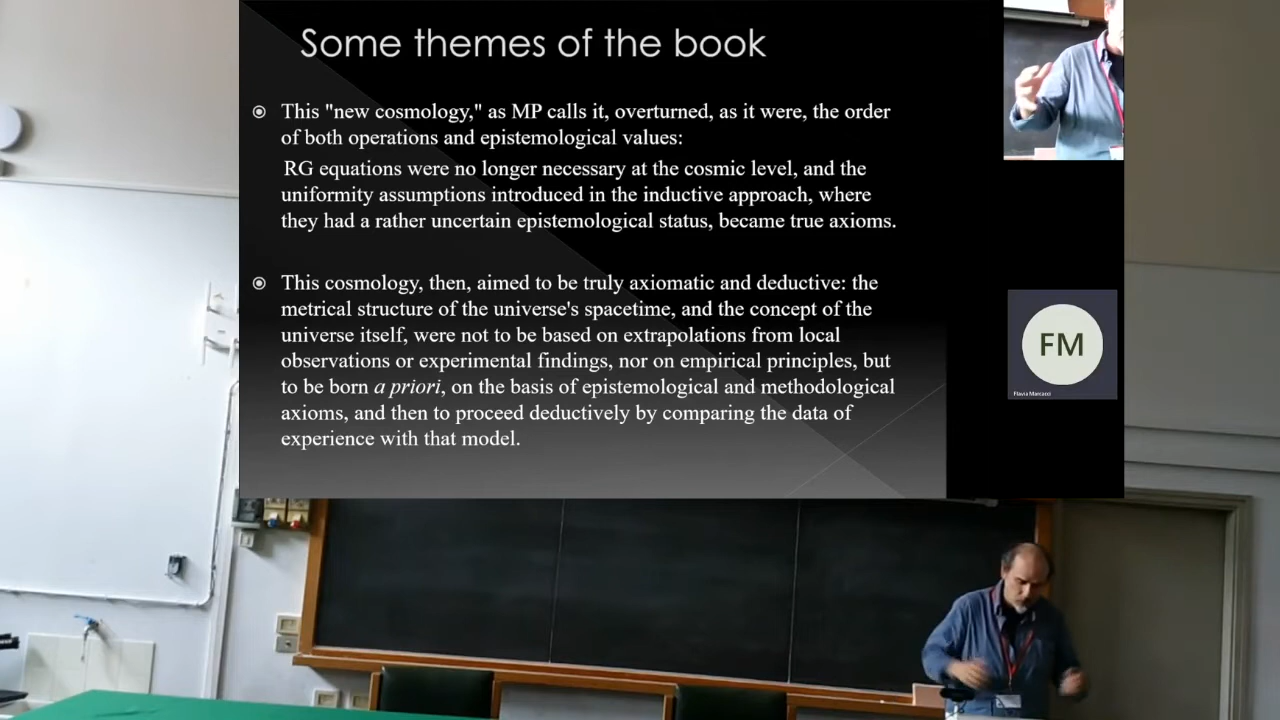 Some themes of the book
This "new cosmology," as MP calls it, overturned, as it were, the order
of both operations and epistemological values:
RG equations were no longer necessary at the cosmic level, and the
uniformity assumptions introduced in the inductive approach, where
they had a rather uncertain epistemological status, became true axioms.
This cosmology, then, aimed to be truly axiomatic and deductive: the
metrical structure of the universe's spacetime, and the concept of the
universe itself, were not to be based on extrapolations from local
observations or experimental findings, nor on empirical principles, but
to be born a priori, on the basis of epistemological and methodological
axioms, and then to proceed deductively by comparing the data of
experience with that model.
FM
Flavia Marcacci